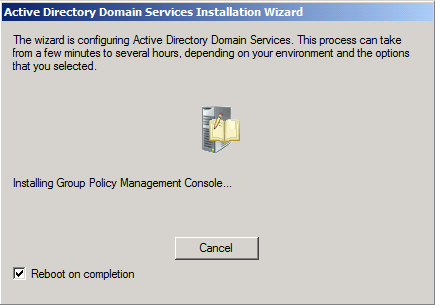 Active Directory Domain Services Installation Wizard
The wizard is configuring Active Directory Domain Services. This process can take
from a few minutes to several hours, depending on your environment and the options
that you selected.
Installing Group Policy Management Console...
Cancel
Reboot on completion